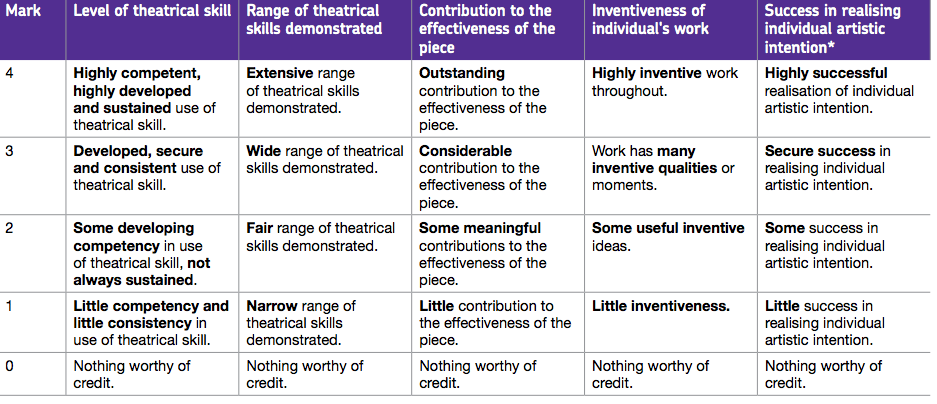 Mark
Level of theatrical skill
Range of theatrical
skills demonstrated
Contribution to the
effectiveness of the
piece
Inventiveness of
individual's work
Success in realising
individual artistic
intention*
4
Highly competent,
highly developed
and sustained use of
theatrical skill.
Extensive range
of theatrical skills
demonstrated.
Outstanding
contribution to the
effectiveness of the
piece.
Highly inventive work
throughout.
Highly successful
realisation of individual
artistic intention.
3
Developed, secure
and consistent use of
theatrical skill.
Wide range of theatrical
skills demonstrated.
Considerable
contribution to the
effectiveness of the
piece.
Work has many
inventive qualities or
moments.
Secure success in
realising individual
artistic intention.
2
Some developing
competency in use
of theatrical skill, not
always sustained.
Fair range of theatrical
skills demonstrated.
Some meaningful
contributions to the
effectiveness of the
piece.
Some useful inventive
ideas.
Some success in
realising individual
artistic intention.
1
Little competency and
little consistency in
use of theatrical skill.
Narrow range of
theatrical skills
demonstrated.
Little contribution to
the effectiveness of the
piece.
Little inventiveness.
Little success in
realising individual
artistic intention.
0
Nothing worthy of
credit.
Nothing worthy of
credit.
Nothing worthy of
credit.
Nothing worthy of
credit.
Nothing worthy of
credit.